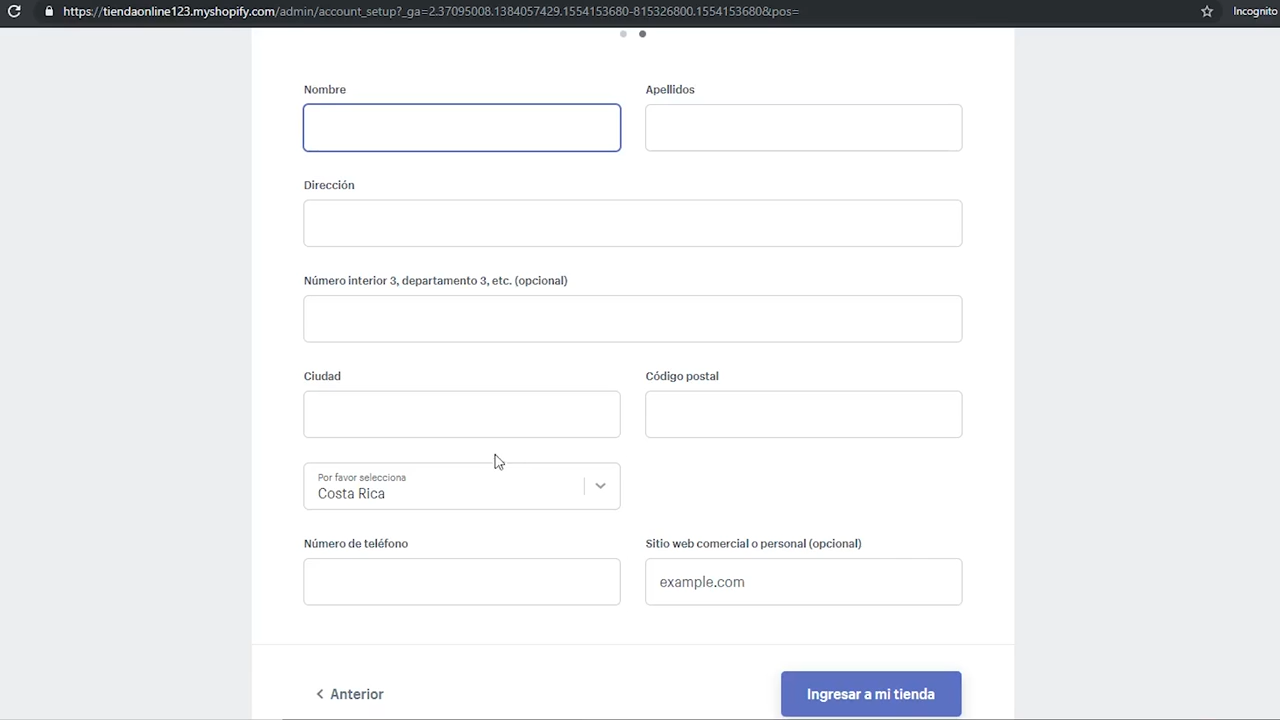 https://tiendaonline123.myshopify.com/admin/account_setup?_ga=2.37095008.1384057429.1554153680-815326800.1554153680&pos= Incognito
Nombre Apellidos
Dirección
Número interior 3, departamento 3, etc. (opcional)
Ciudad Código postal
Por favor selecciona
Costa Rica
Número de teléfono Sitio web comercial o personal (opcional)
example.com
Anterior Ingresar a mi tienda